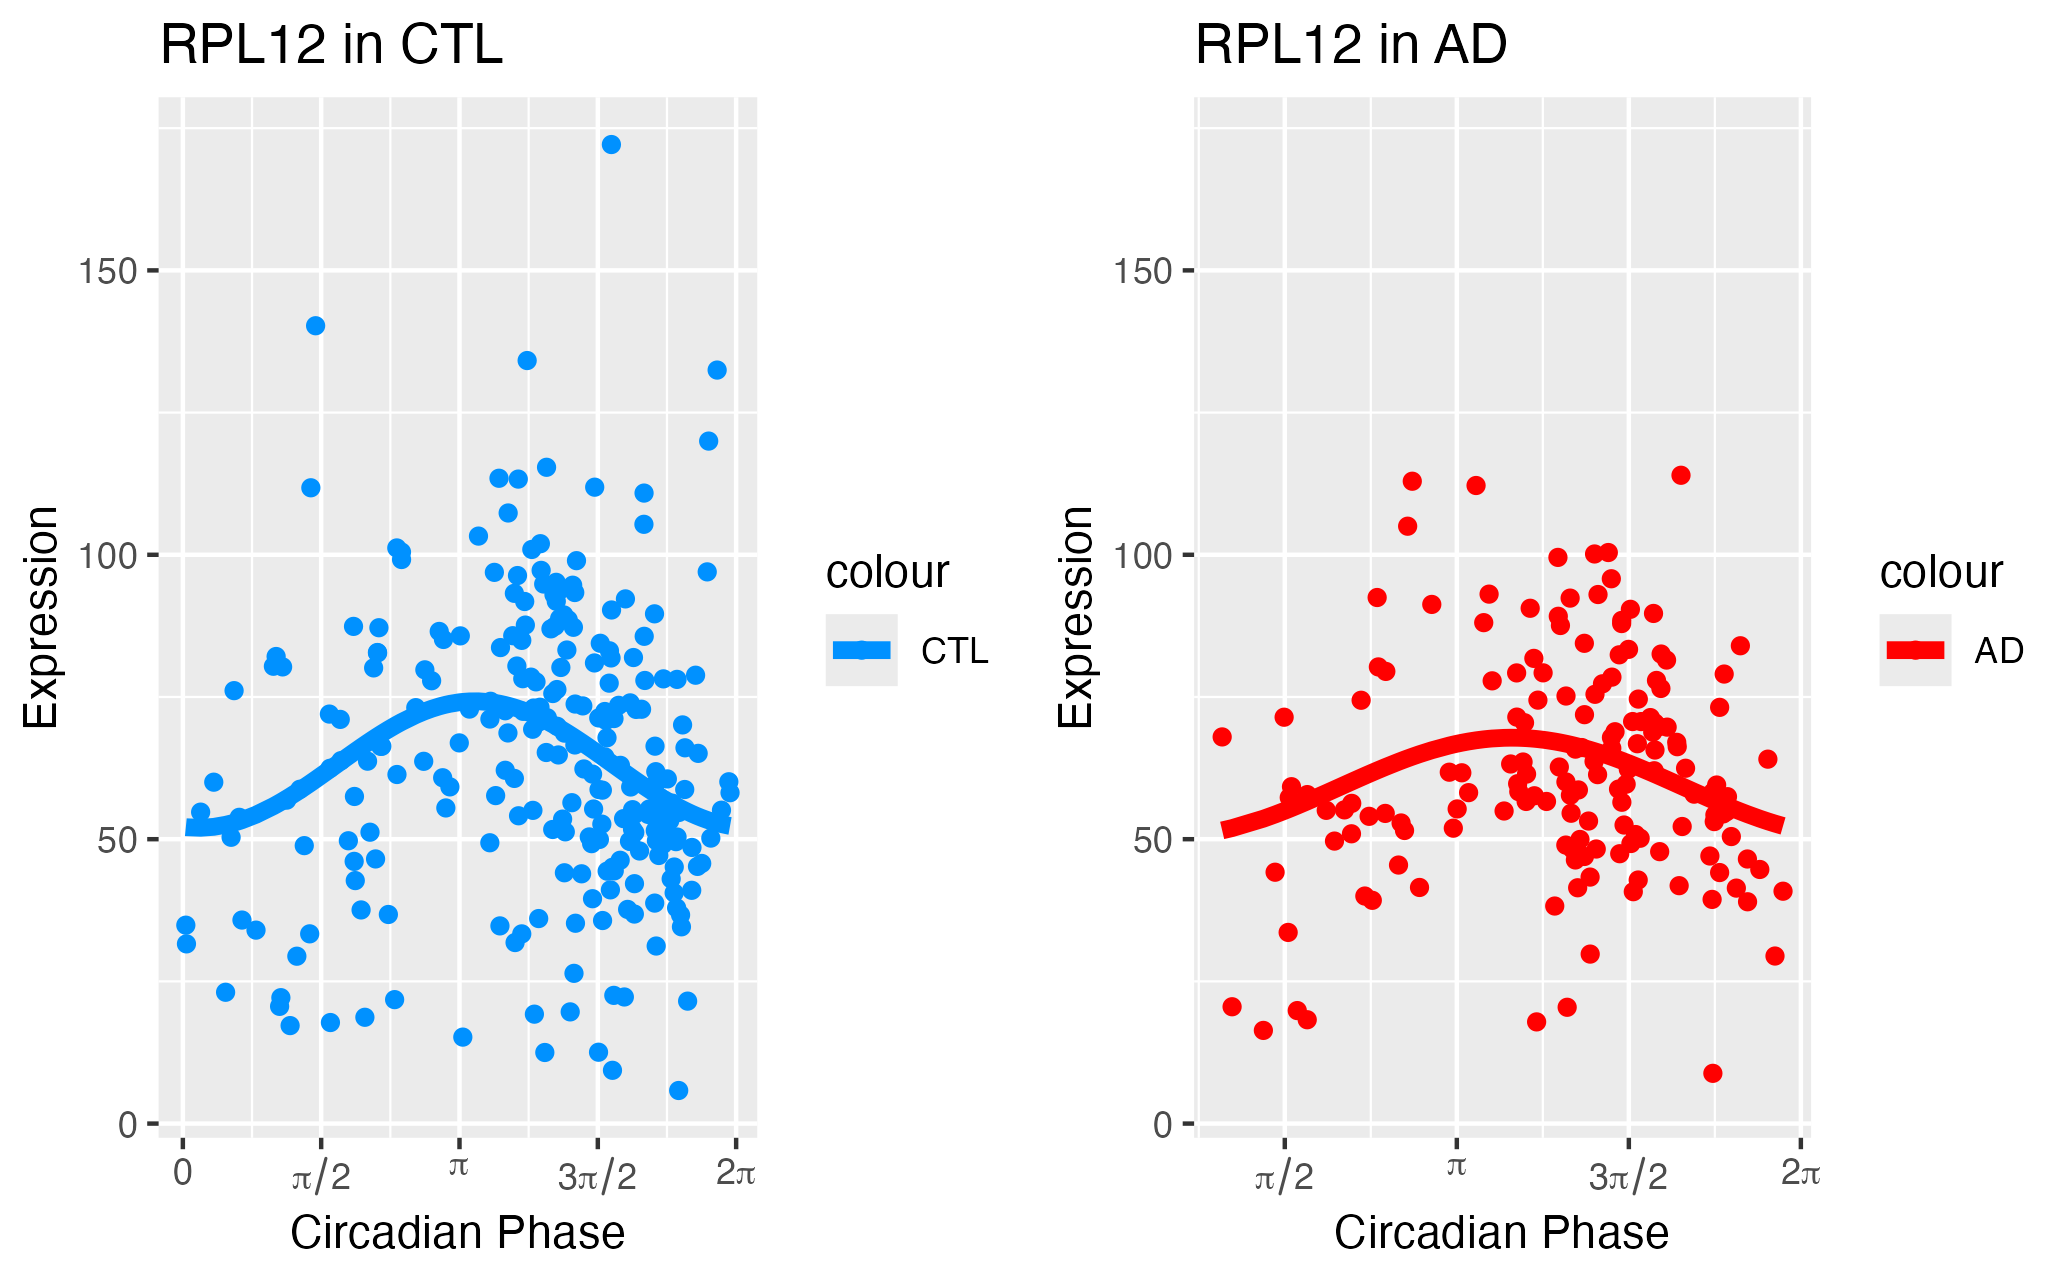 RPL12 in CTL
Expression
150
100
50
0
0
π/2
π
3π/2
2π
Circadian Phase
colour
CTL
RPL12 in AD
Expression
150
100
50
0
π/2
π
3π/2
2π
Circadian Phase
colour
AD